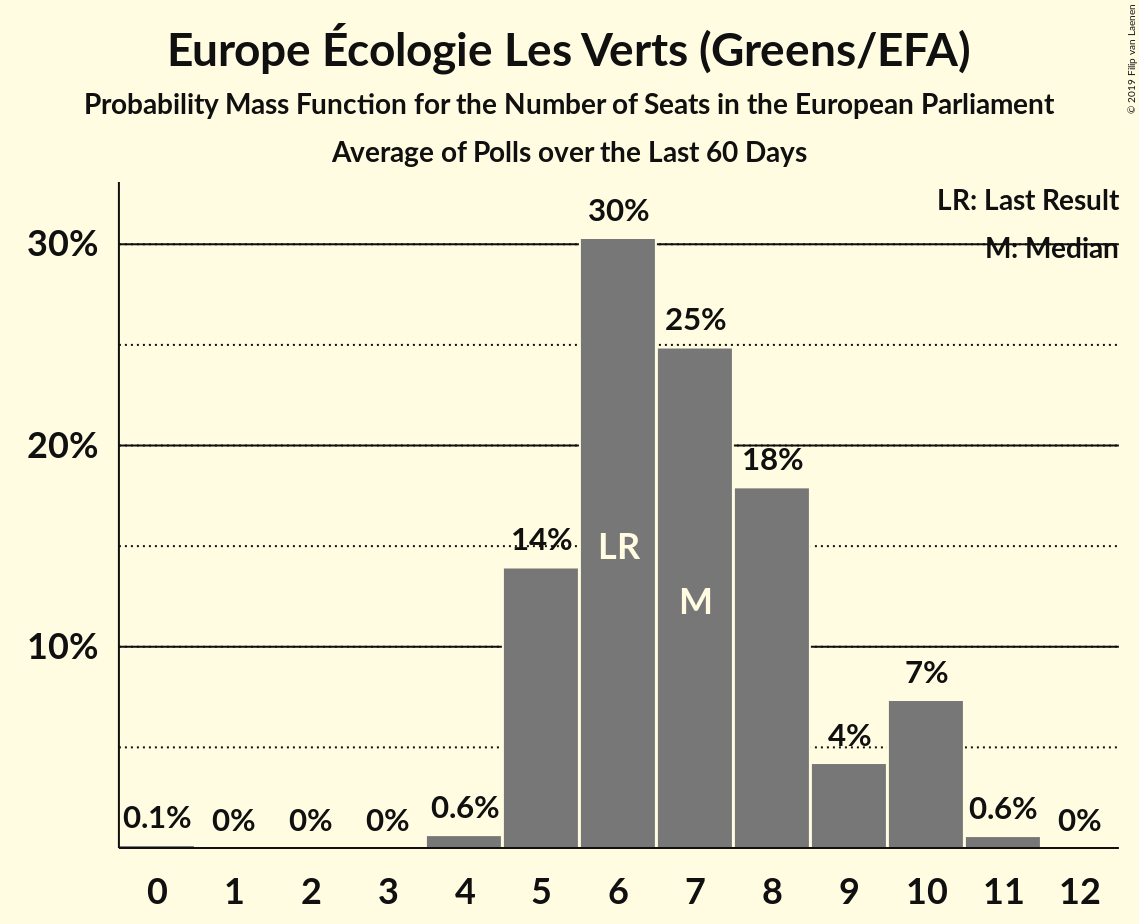 Europe Écologie Les Verts (Greens/EFA)
Probability Mass Function for the Number of Seats in the European Parliament
Average of Polls over the Last 60 Days
© 2019 Filip van Laenen
LR: Last Result
M: Median
30%
20%
10%
0.1%
0%
0%
0%
0.6%
14%
30%
25%
18%
4%
7%
0.6%
0%
LR
M
0 1 2 3 4 5 6 7 8 9 10 11 12